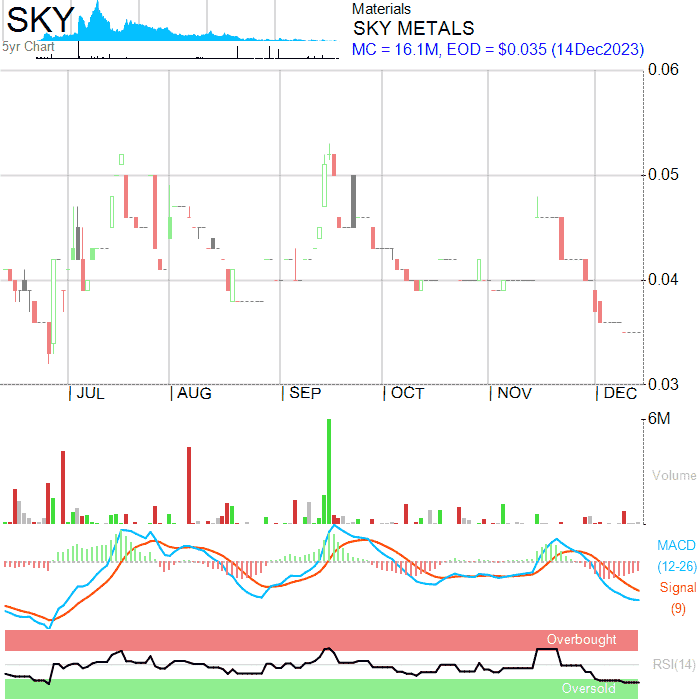 SKY
5yr Chart
Materials
SKY METALS
MC = 16.1M, EOD = $0.035 (14Dec2023)
0.06
0.05
0.04
0.03
JUL
AUG
SEP
OCT
NOV
DEC
6M
Volume
MACD
(12-26)
Signal
(9)
Overbought
RSI(14)
Oversold